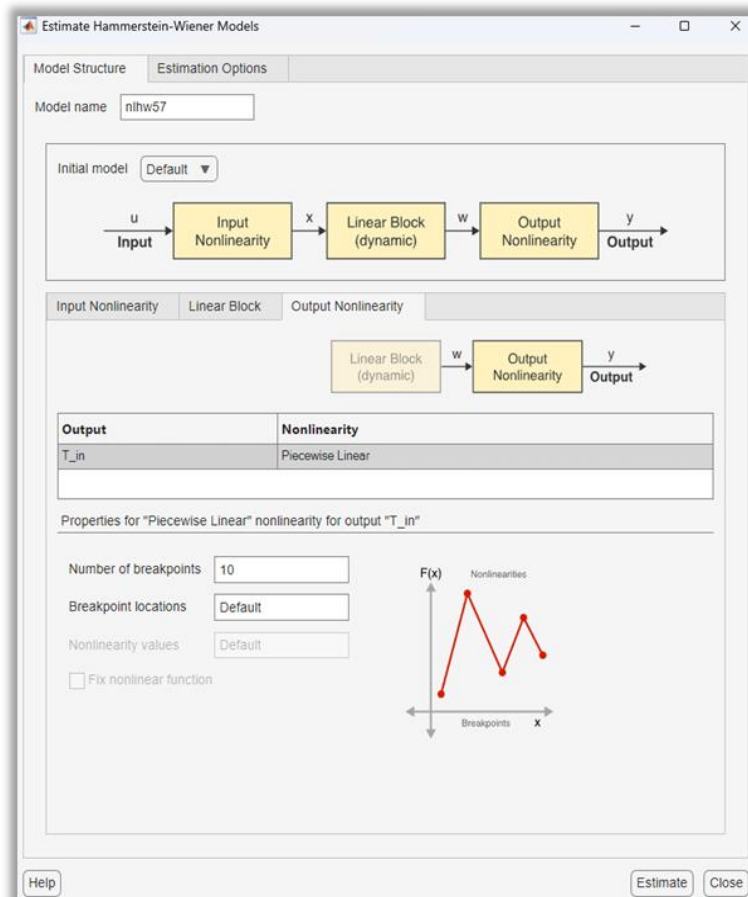 Estimate Hammerstein-Wiener Models
Model Structure Estimation Options
Model name nlhw57
Initial model Default
u x w y
Input Input Nonlinearity Linear Block (dynamic) Output Nonlinearity Output
Input Nonlinearity Linear Block Output Nonlinearity
Linear Block (dynamic) w Output Nonlinearity y Output
Output Nonlinearity
T_in Piecewise Linear
Properties for "Piecewise Linear" nonlinearity for output "T_in"
Number of breakpoints 10
Breakpoint locations Default
Nonlinearity values Default
Fix nonlinear function
F(x) Nonlinearities
Breakpoints x
Help Estimate Close